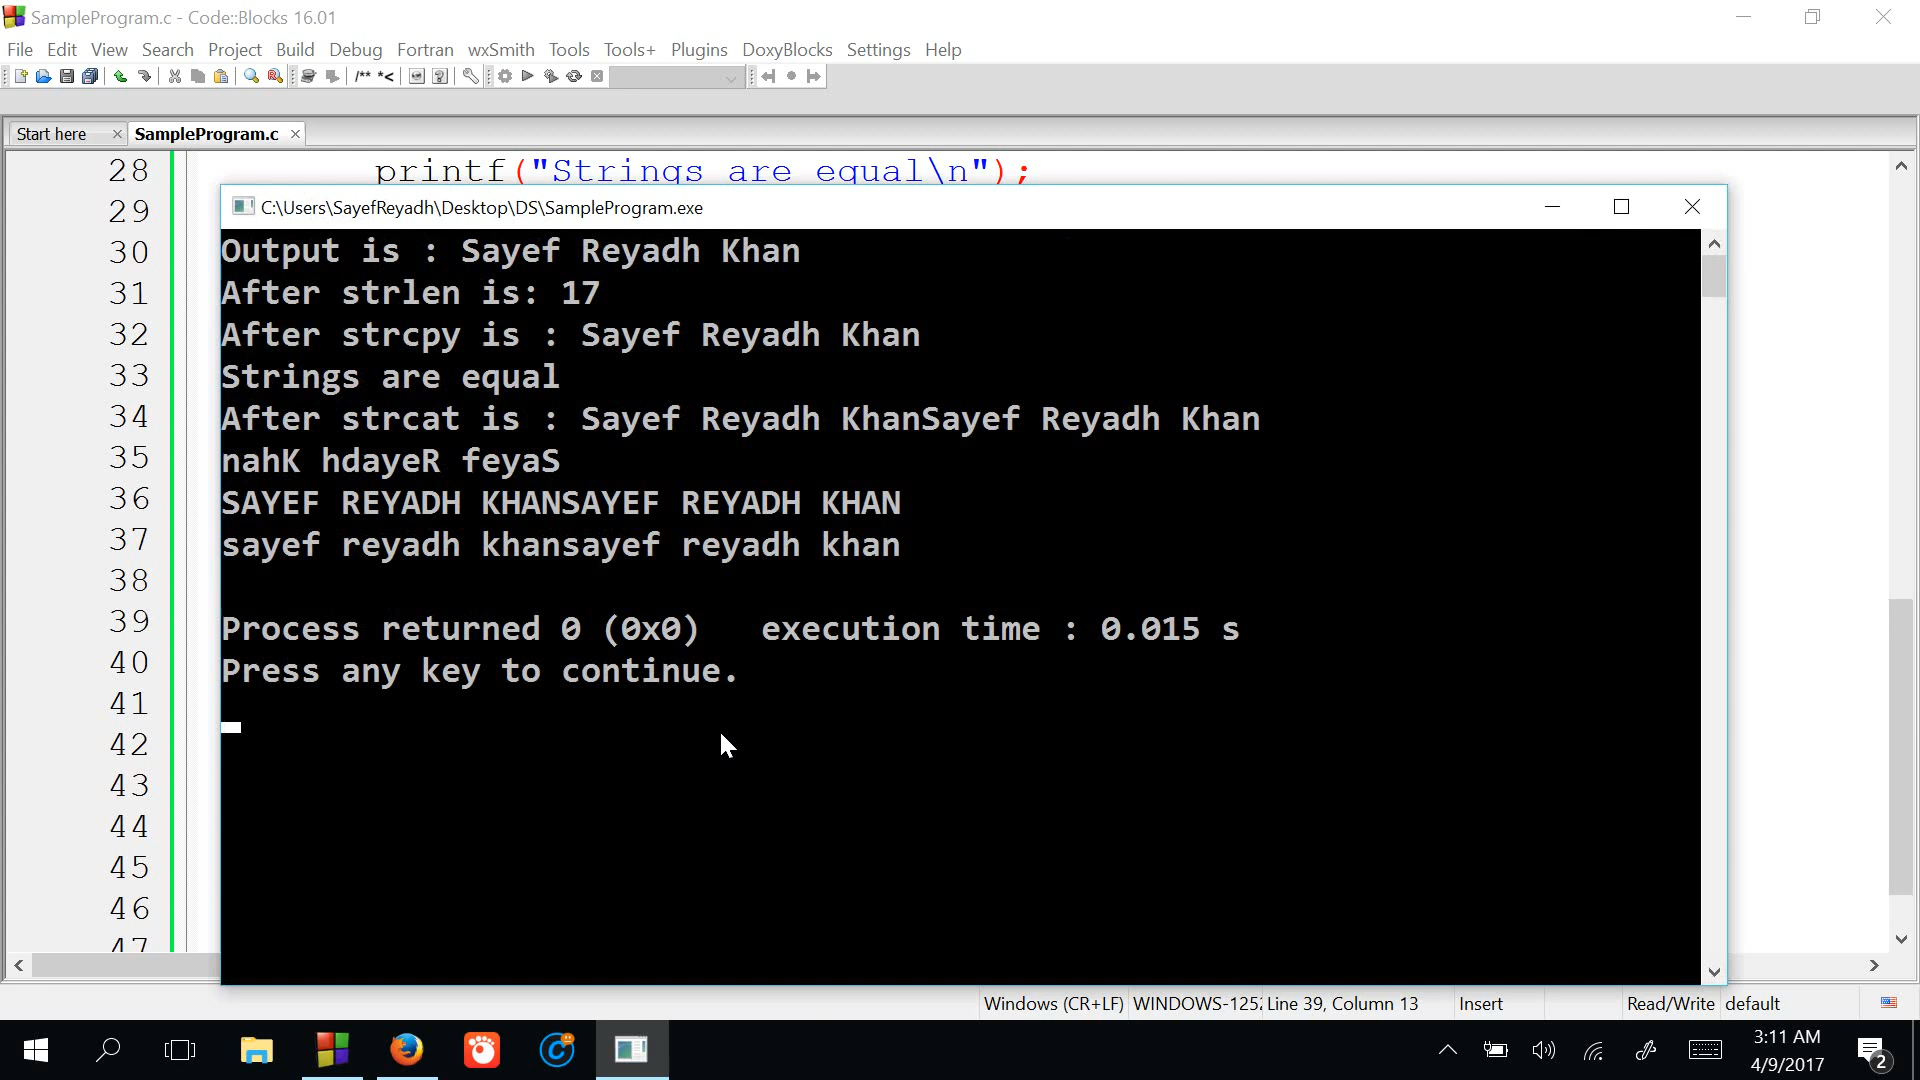 SampleProgram.c - Code::Blocks 16.01
File Edit View Search Project Build Debug Fortran wxSmith Tools Tools+ Plugins DoxyBlocks Settings Help
/** *<
Start here SampleProgram.c
28 printf("Strings are equal\n");
29
C:\Users\SayefReyadh\Desktop\DS\SampleProgram.exe
30
31
32
33
34
35
36
37
38
39
40
41
42
43
44
45
46
47
Output is : Sayef Reyadh Khan
After strlen is: 17
After strcpy is : Sayef Reyadh Khan
Strings are equal
After strcat is : Sayef Reyadh KhanSayef Reyadh Khan
nahK hdayeR feyaS
SAYEF REYADH KHANSAYEF REYADH KHAN
sayef reyadh khansayef reyadh khan
Process returned 0 (0x0)   execution time : 0.015 s
Press any key to continue.
Windows (CR+LF) WINDOWS-1252 Line 39, Column 13 Insert Read/Write default
3:11 AM
4/9/2017
2